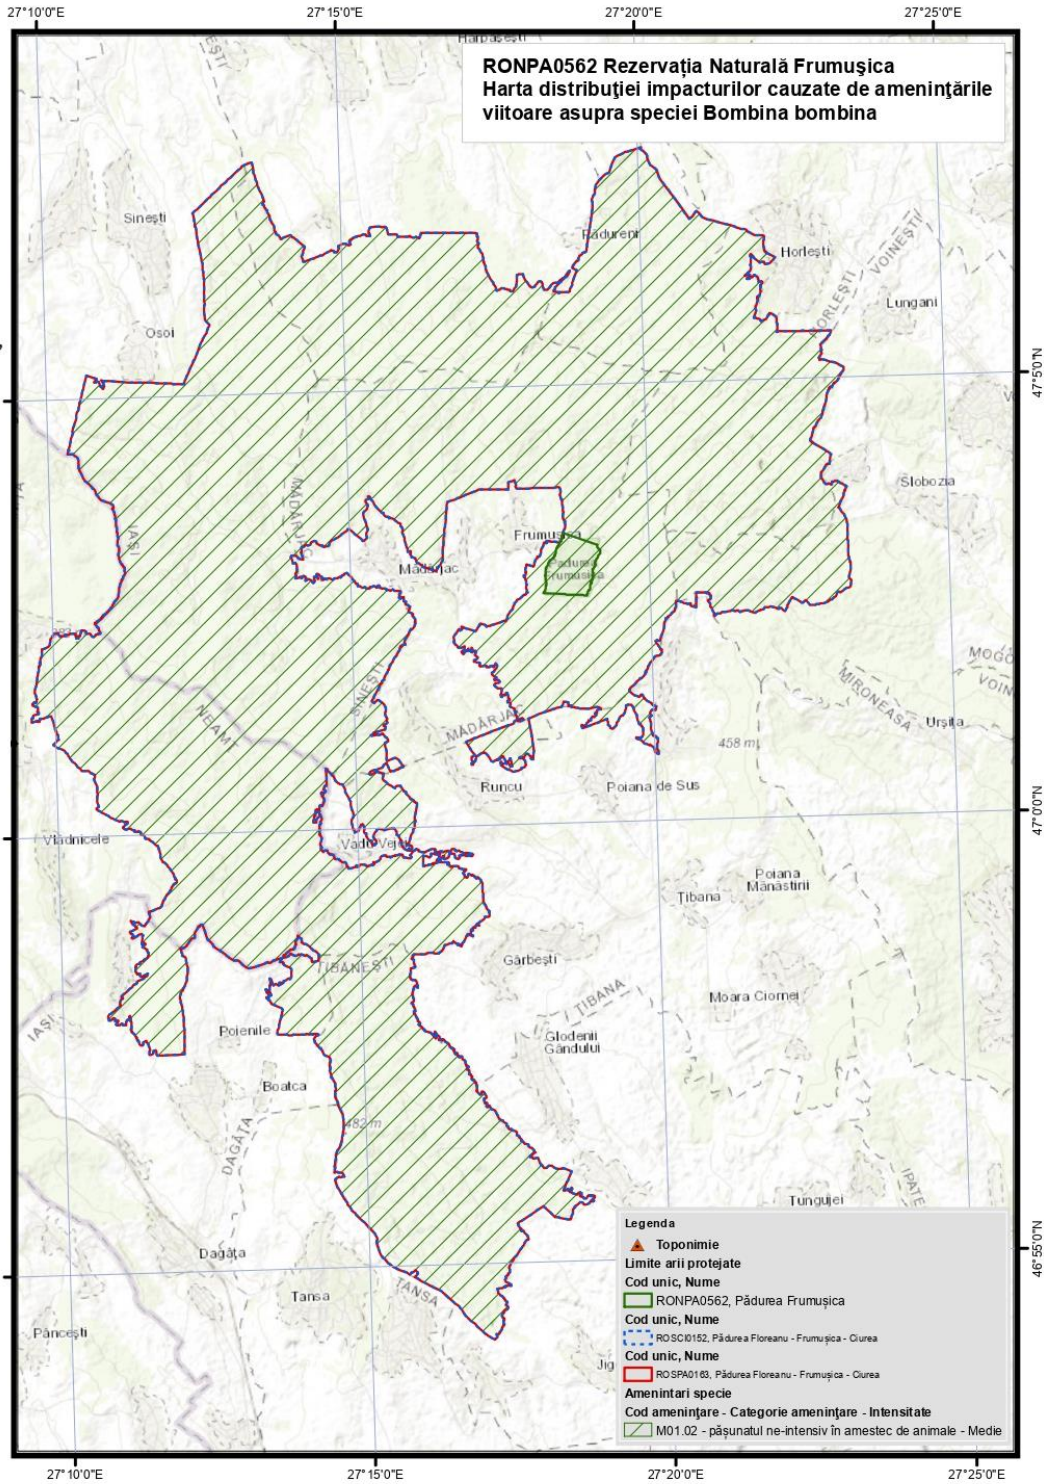 27°10'0"E
27°15'0"E
27°20'0"E
27°25'0"E
RONPA0562 Rezervația Naturală Frumușica
Harta distribuției impacturilor cauzate de amenințările
viitoare asupra speciei Bombina bombina
Sinești
Pădureni
Horlești
VOINEȘTI
HORLEȘTI
Lungani
Osoi
47°5'0"N
MĂDÂRJAC
IAȘI
Slobozia
Frumușica
Mădârjac
Pădurea
Frumușica
SINEȘTI
NEAMȚ
MOGO
VOIN
MIRONEASA
MĂDÂRJAC
Ursița
458 m
Runcu
Poiana de Sus
47°0'0"N
Vlădnicele
Vadu Vejei
Poiana
Mănăstirii
Țibana
Gârbești
ȚIBĂNEȘTI
ȚIBANA
Moara Ciornei
IAȘI
Poienile
Glodenii
Gândului
Boatca
482 m
DAGÂȚA
IPATE
Tungujei
Dagâța
46°55'0"N
Tansa
TANSA
Pâncești
Jig
Legenda
Toponimie
Limite arii protejate
Cod unic, Nume
RONPA0562, Pădurea Frumușica
Cod unic, Nume
ROSCI0152, Pădurea Floreanu - Frumușica - Ciurea
Cod unic, Nume
ROSPA0163, Pădurea Floreanu - Frumușica - Ciurea
Amenintari specie
Cod amenințare - Categorie amenințare - Intensitate
M01.02 - pășunatul ne-intensiv în amestec de animale - Medie
27°10'0"E
27°15'0"E
27°20'0"E
27°25'0"E